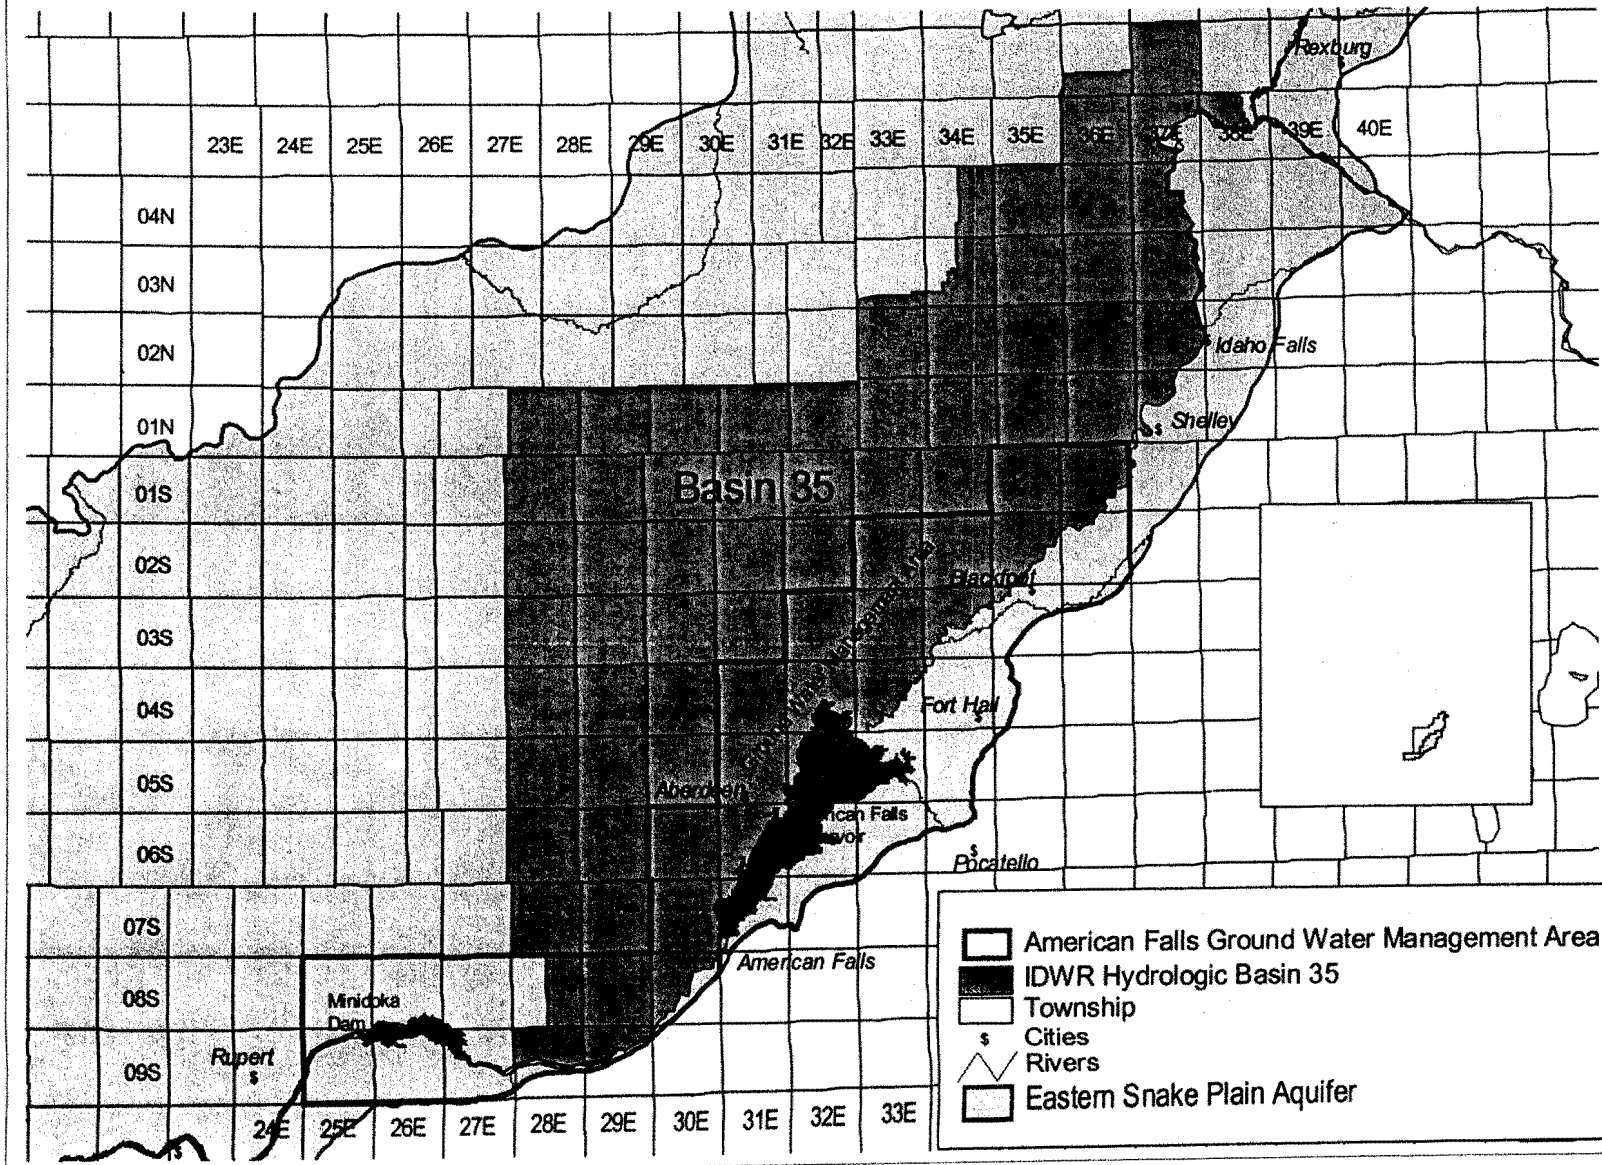 Rexburg
23E 24E 25E 26E 27E 28E 29E 30E 31E 32E 33E 34E 35E 36E 37E 38E 39E 40E
04N
03N
02N
Idaho Falls
01N
Shelley
01S
Basin 35
02S
Blackfoot
03S
04S
Fort Hall
05S
Aberdeen
06S
Pocatello
07S
American Falls
08S
Minidoka
Dam
Rupert
09S
24E 25E 26E 27E 28E 29E 30E 31E 32E 33E
American Falls Ground Water Management Area
IDWR Hydrologic Basin 35
Township
$ Cities
Rivers
Eastern Snake Plain Aquifer